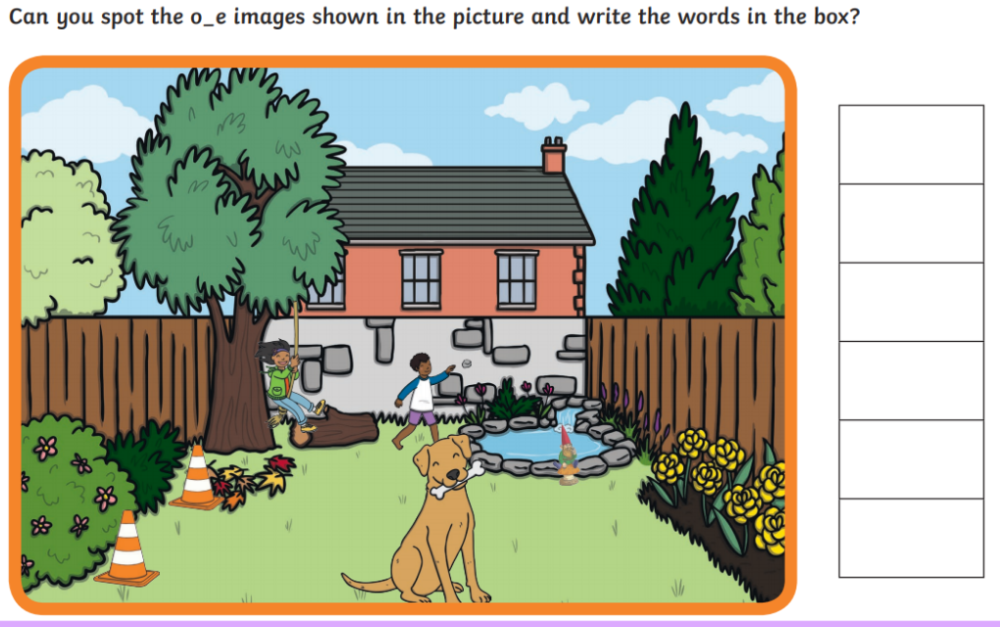 Can you spot the o_e images shown in the picture and write the words in the box?